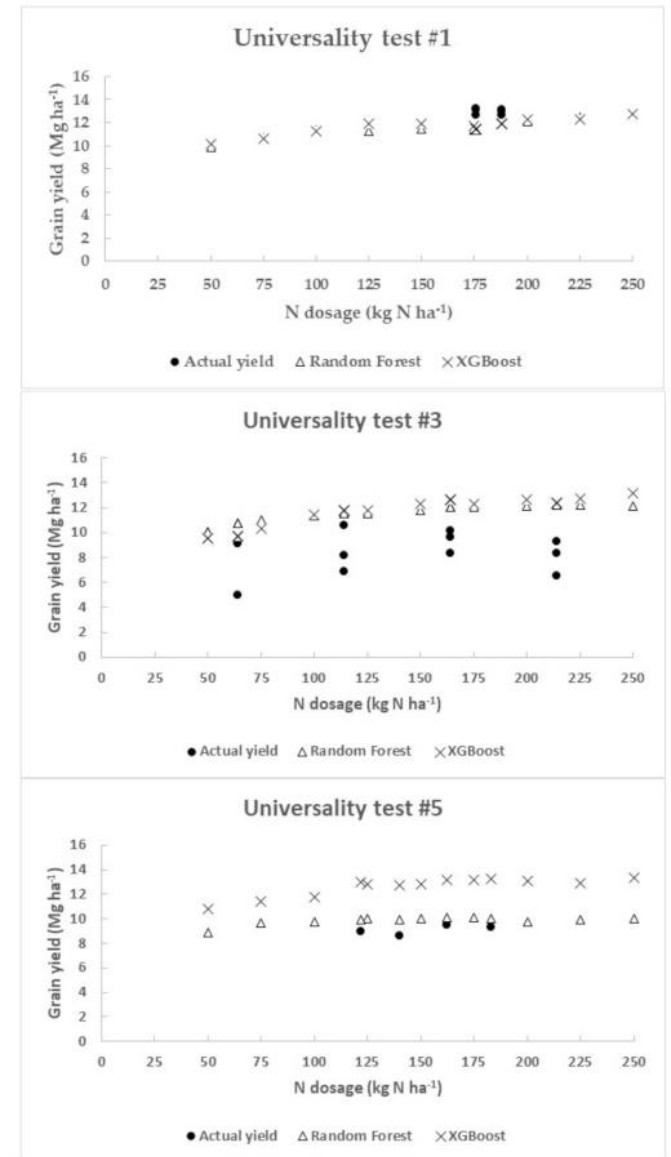 Universality test #1
Grain yield (Mg ha⁻¹)
16
14
12
10
8
6
4
2
0
0 25 50 75 100 125 150 175 200 225 250
N dosage (kg N ha⁻¹)
● Actual yield △ Random Forest ×XGBoost
Universality test #3
Grain yield (Mg ha⁻¹)
16
14
12
10
8
6
4
2
0
0 25 50 75 100 125 150 175 200 225 250
N dosage (kg N ha⁻¹)
● Actual yield △ Random Forest ×XGBoost
Universality test #5
Grain yield (Mg ha⁻¹)
16
14
12
10
8
6
4
2
0
0 25 50 75 100 125 150 175 200 225 250
N dosage (kg N ha⁻¹)
● Actual yield △ Random Forest ×XGBoost